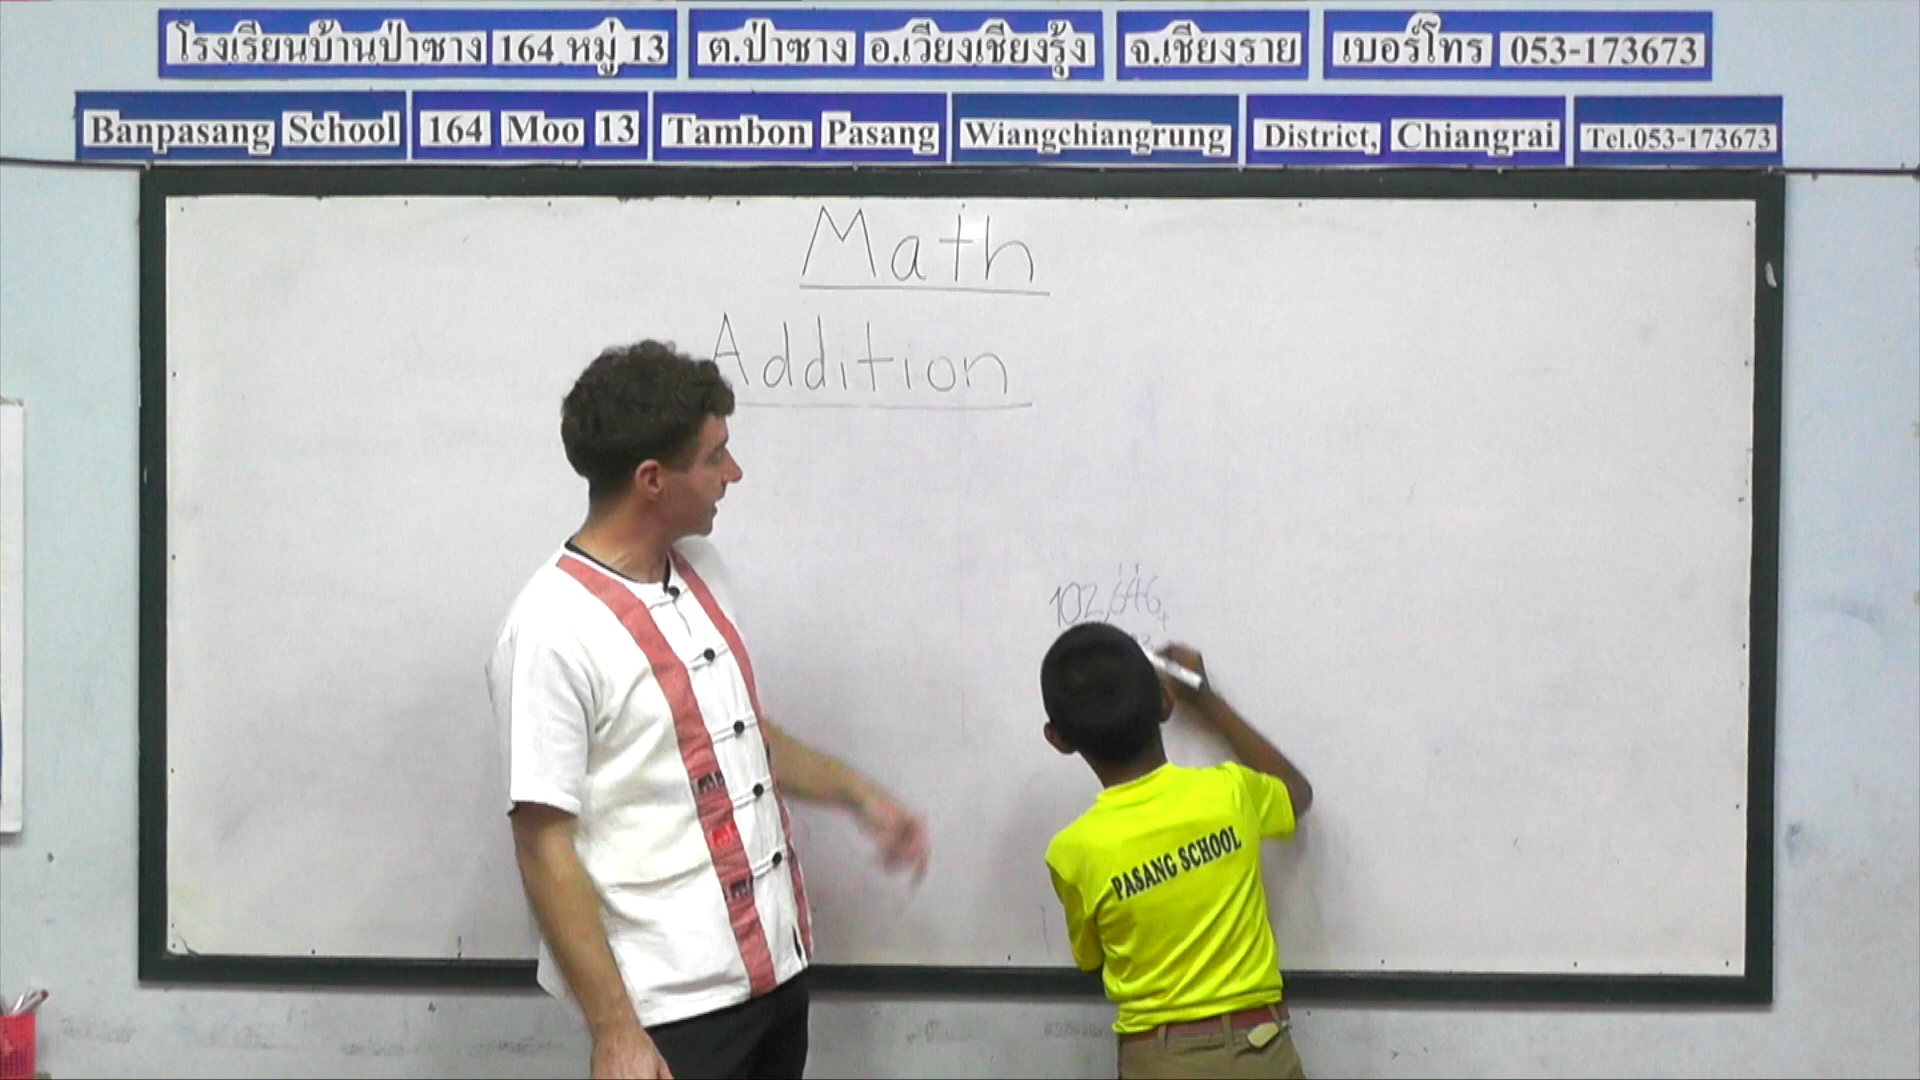 โรงเรียนบ้านป่าซาง 164 หมู่ 13 ต.ป่าซาง อ.เวียงเชียงรุ้ง จ.เชียงราย เบอร์โทร 053-173673
Banpasang School 164 Moo 13 Tambon Pasang Wiangchiangrung District, Chiangrai Tel.053-173673
Math
Addition
102,646
+
PASANG SCHOOL